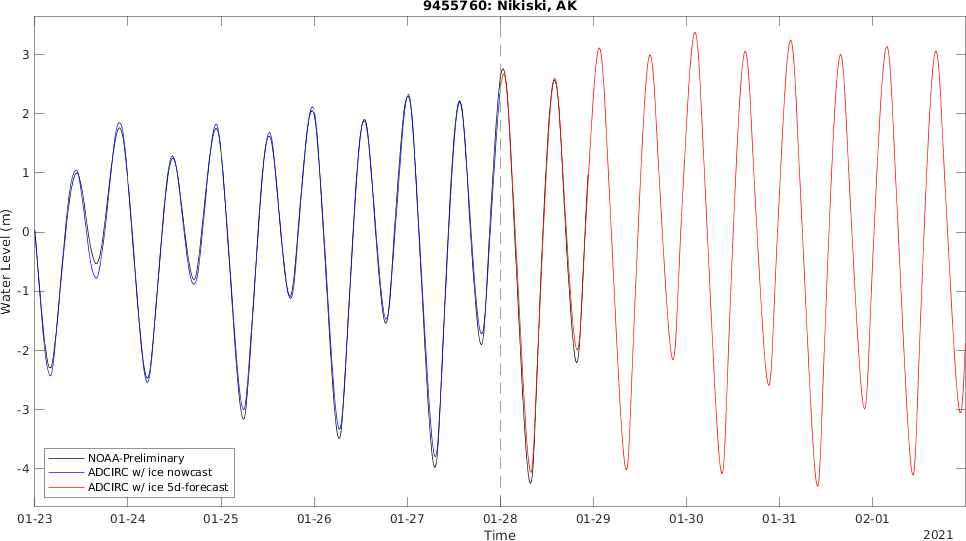 9455760: Nikiski, AK
Water Level (m)
3
2
1
0
-1
-2
-3
-4
NOAA-Preliminary
ADCIRC w/ ice nowcast
ADCIRC w/ ice 5d-forecast
01-23 01-24 01-25 01-26 01-27 01-28 01-29 01-30 01-31 02-01
Time
2021